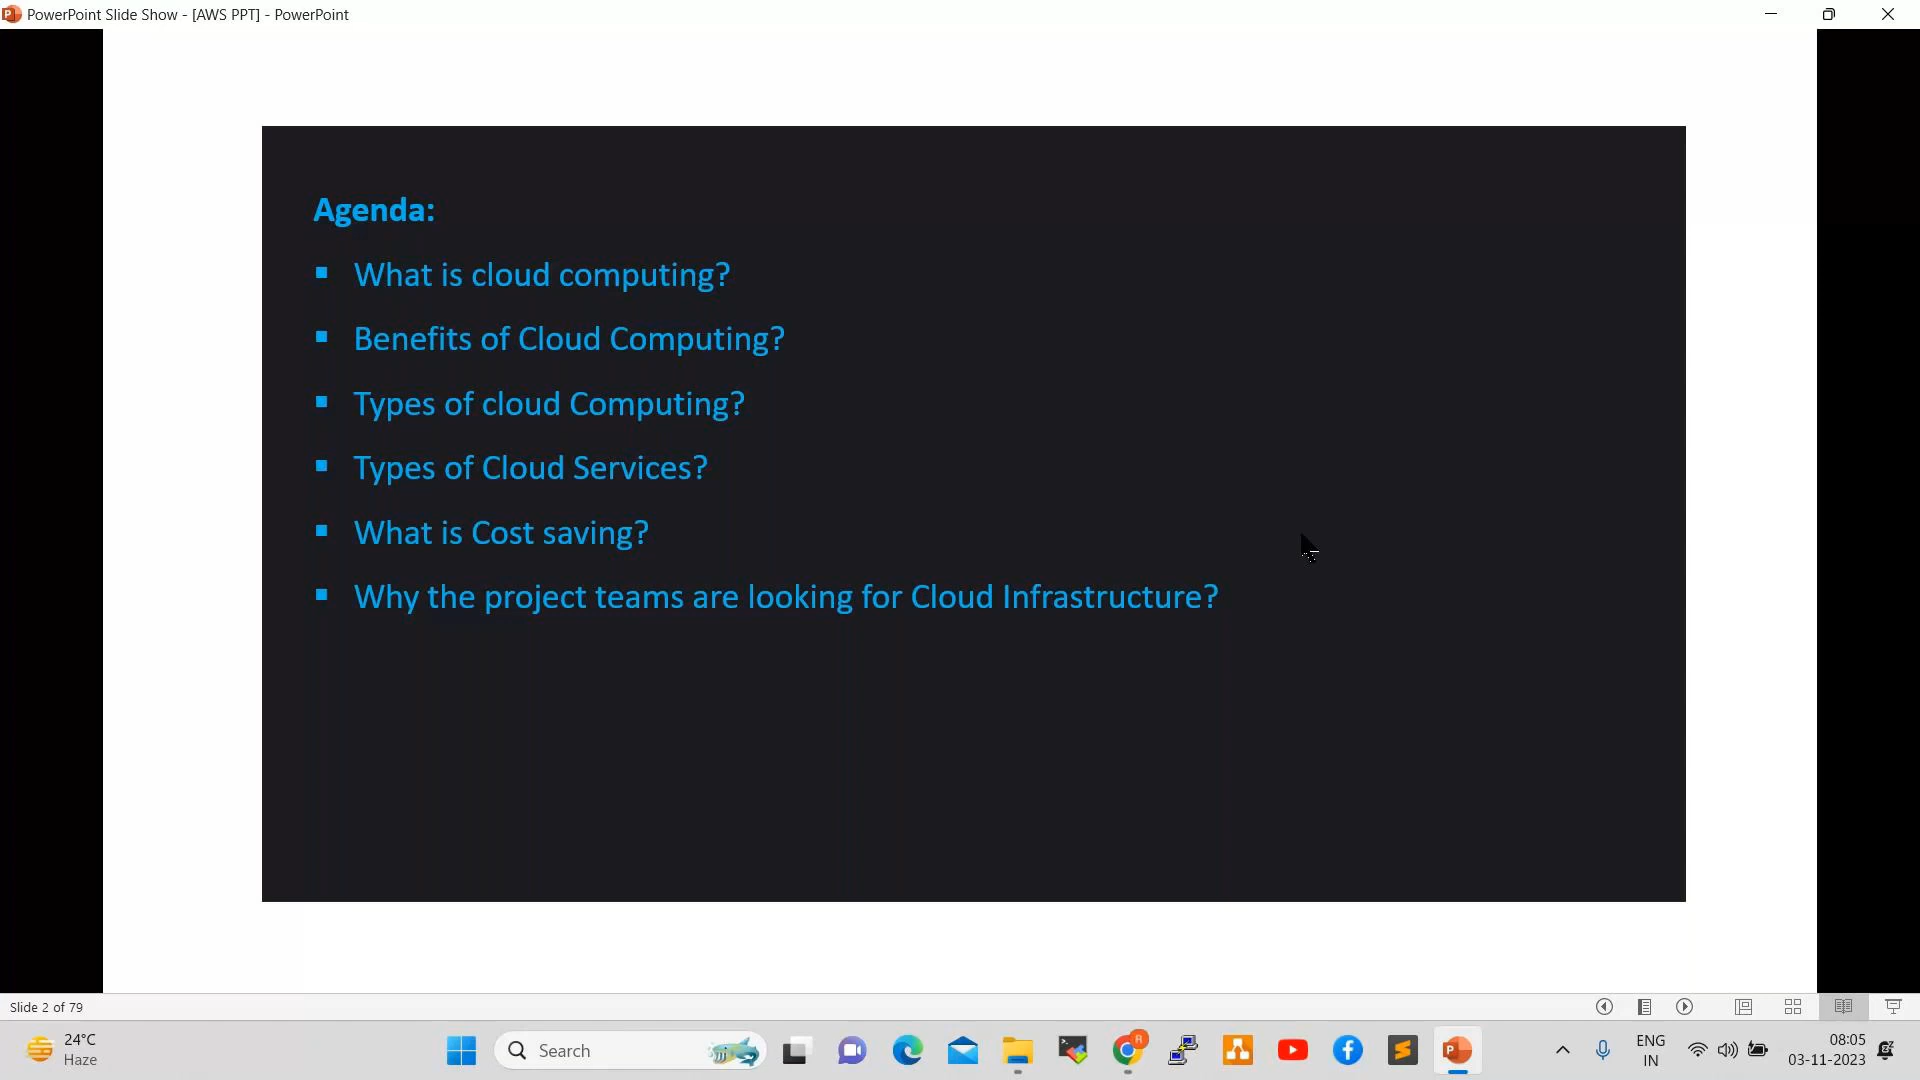 PowerPoint Slide Show - [AWS PPT] - PowerPoint
Agenda:
What is cloud computing?
Benefits of Cloud Computing?
Types of cloud Computing?
Types of Cloud Services?
What is Cost saving?
Why the project teams are looking for Cloud Infrastructure?
Slide 2 of 79
24°C
Haze
Search
ENG
IN
08:05
03-11-2023